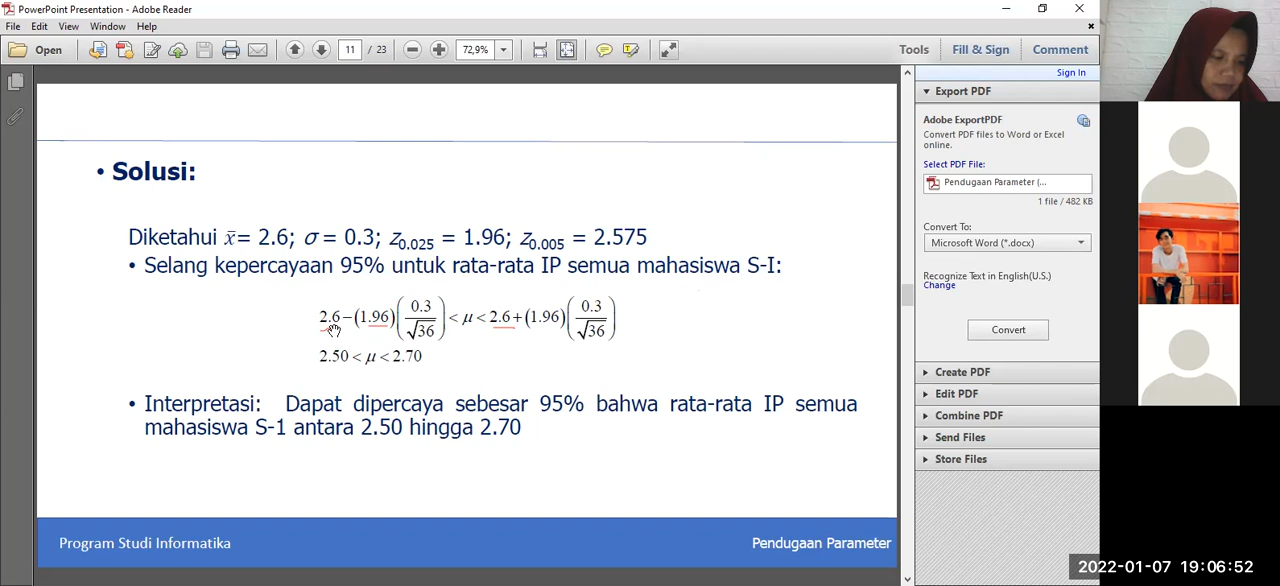 PowerPoint Presentation - Adobe Reader
File Edit View Window Help
Open 11 / 23 72,9% Tools Fill & Sign Comment
Sign In
Export PDF
Adobe ExportPDF
Convert PDF files to Word or Excel
online.
Select PDF File:
Pendugaan Parameter (...
1 file / 482 KB
Convert To:
Microsoft Word (*.docx)
Recognize Text in English(U.S.)
Change
Convert
Create PDF
Edit PDF
Combine PDF
Send Files
Store Files
• Solusi:
Diketahui x̄= 2.6; σ = 0.3; z0.025 = 1.96; z0.005 = 2.575
• Selang kepercayaan 95% untuk rata-rata IP semua mahasiswa S-I:
2.6−(1.96)(0.3/√36) < μ < 2.6+(1.96)(0.3/√36)
2.50 < μ < 2.70
• Interpretasi: Dapat dipercaya sebesar 95% bahwa rata-rata IP semua
mahasiswa S-1 antara 2.50 hingga 2.70
Program Studi Informatika Pendugaan Parameter
2022-01-07 19:06:52